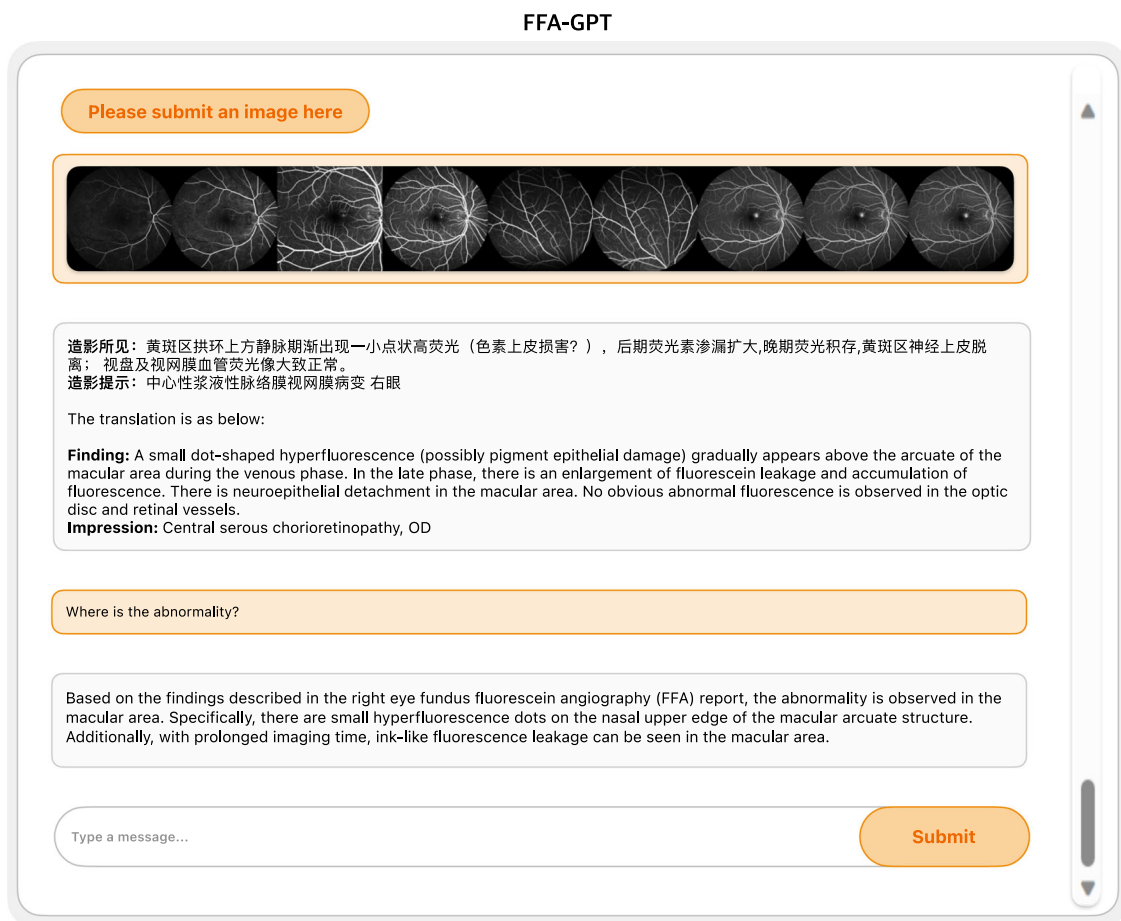 FFA-GPT
Please submit an image here
造影所见：黄斑区拱环上方静脉期渐出现一小点状高荧光（色素上皮损害？），后期荧光素渗漏扩大,晚期荧光积存,黄斑区神经上皮脱
离； 视盘及视网膜血管荧光像大致正常。
造影提示：中心性浆液性脉络膜视网膜病变 右眼
The translation is as below:
Finding: A small dot-shaped hyperfluorescence (possibly pigment epithelial damage) gradually appears above the arcuate of the
macular area during the venous phase. In the late phase, there is an enlargement of fluorescein leakage and accumulation of
fluorescence. There is neuroepithelial detachment in the macular area. No obvious abnormal fluorescence is observed in the optic
disc and retinal vessels.
Impression: Central serous chorioretinopathy, OD
Where is the abnormality?
Based on the findings described in the right eye fundus fluorescein angiography (FFA) report, the abnormality is observed in the
macular area. Specifically, there are small hyperfluorescence dots on the nasal upper edge of the macular arcuate structure.
Additionally, with prolonged imaging time, ink-like fluorescence leakage can be seen in the macular area.
Type a message...
Submit